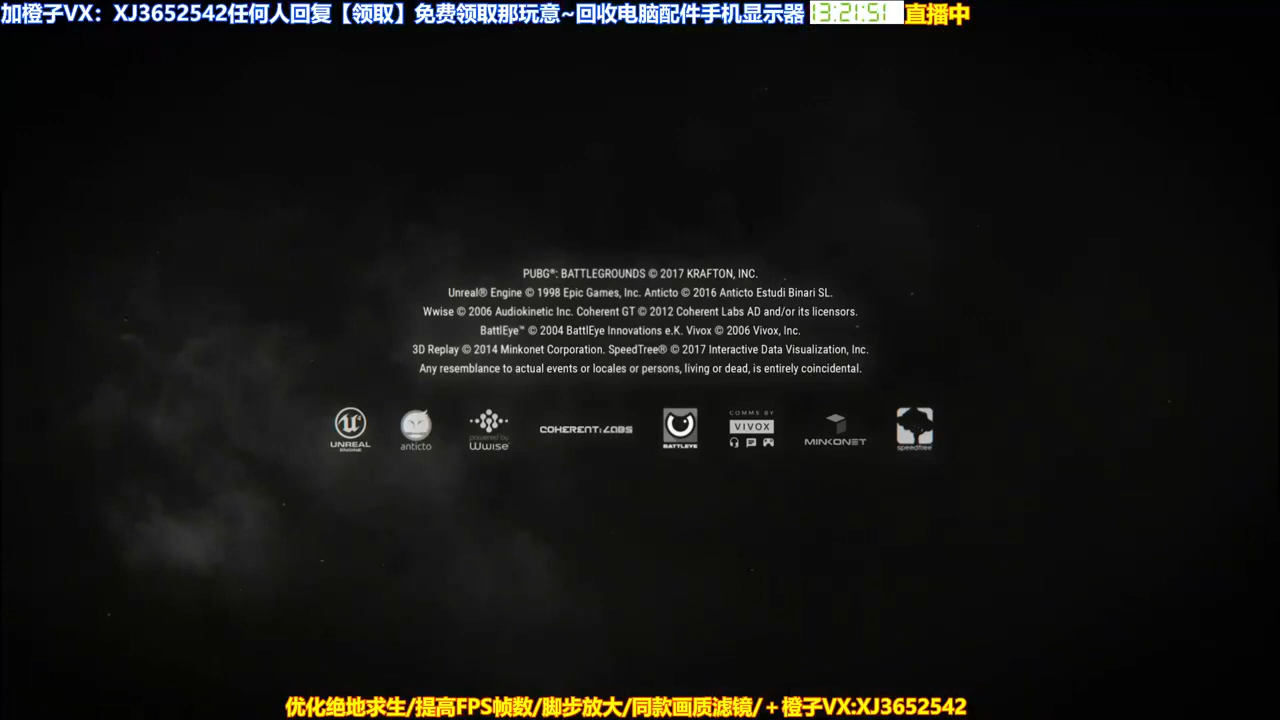 加橙子VX：XJ3652542任何人回复【领取】免费领取那玩意~回收电脑配件手机显示器 13:21:51 直播中
PUBG®: BATTLEGROUNDS © 2017 KRAFTON, INC.
Unreal® Engine © 1998 Epic Games, Inc. Anticto © 2016 Anticto Estudi Binari SL.
Wwise © 2006 Audiokinetic Inc. Coherent GT © 2012 Coherent Labs AD and/or its licensors.
BattlEye™ © 2004 BattlEye Innovations e.K. Vivox © 2006 Vivox, Inc.
3D Replay © 2014 Minkonet Corporation. SpeedTree® © 2017 Interactive Data Visualization, Inc.
Any resemblance to actual events or locales or persons, living or dead, is entirely coincidental.
UNREAL ENGINE
anticto
powered by Wwise
COHERENT:LABS
BATTLEYE
COMMS BY VIVOX
MINKONET
speedtree
优化绝地求生/提高FPS帧数/脚步放大/同款画质滤镜/＋橙子VX:XJ3652542